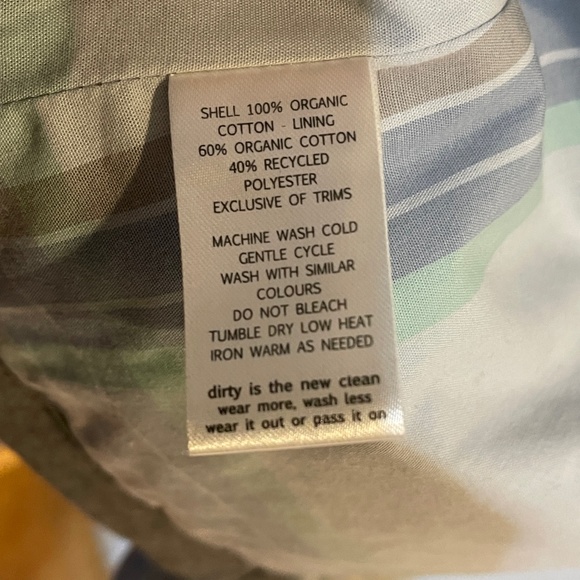 SHELL 100% ORGANIC
COTTON - LINING
60% ORGANIC COTTON
40% RECYCLED
POLYESTER
EXCLUSIVE OF TRIMS
MACHINE WASH COLD
GENTLE CYCLE
WASH WITH SIMILAR
COLOURS
DO NOT BLEACH
TUMBLE DRY LOW HEAT
IRON WARM AS NEEDED
dirty is the new clean
wear more, wash less
wear it out or pass it on